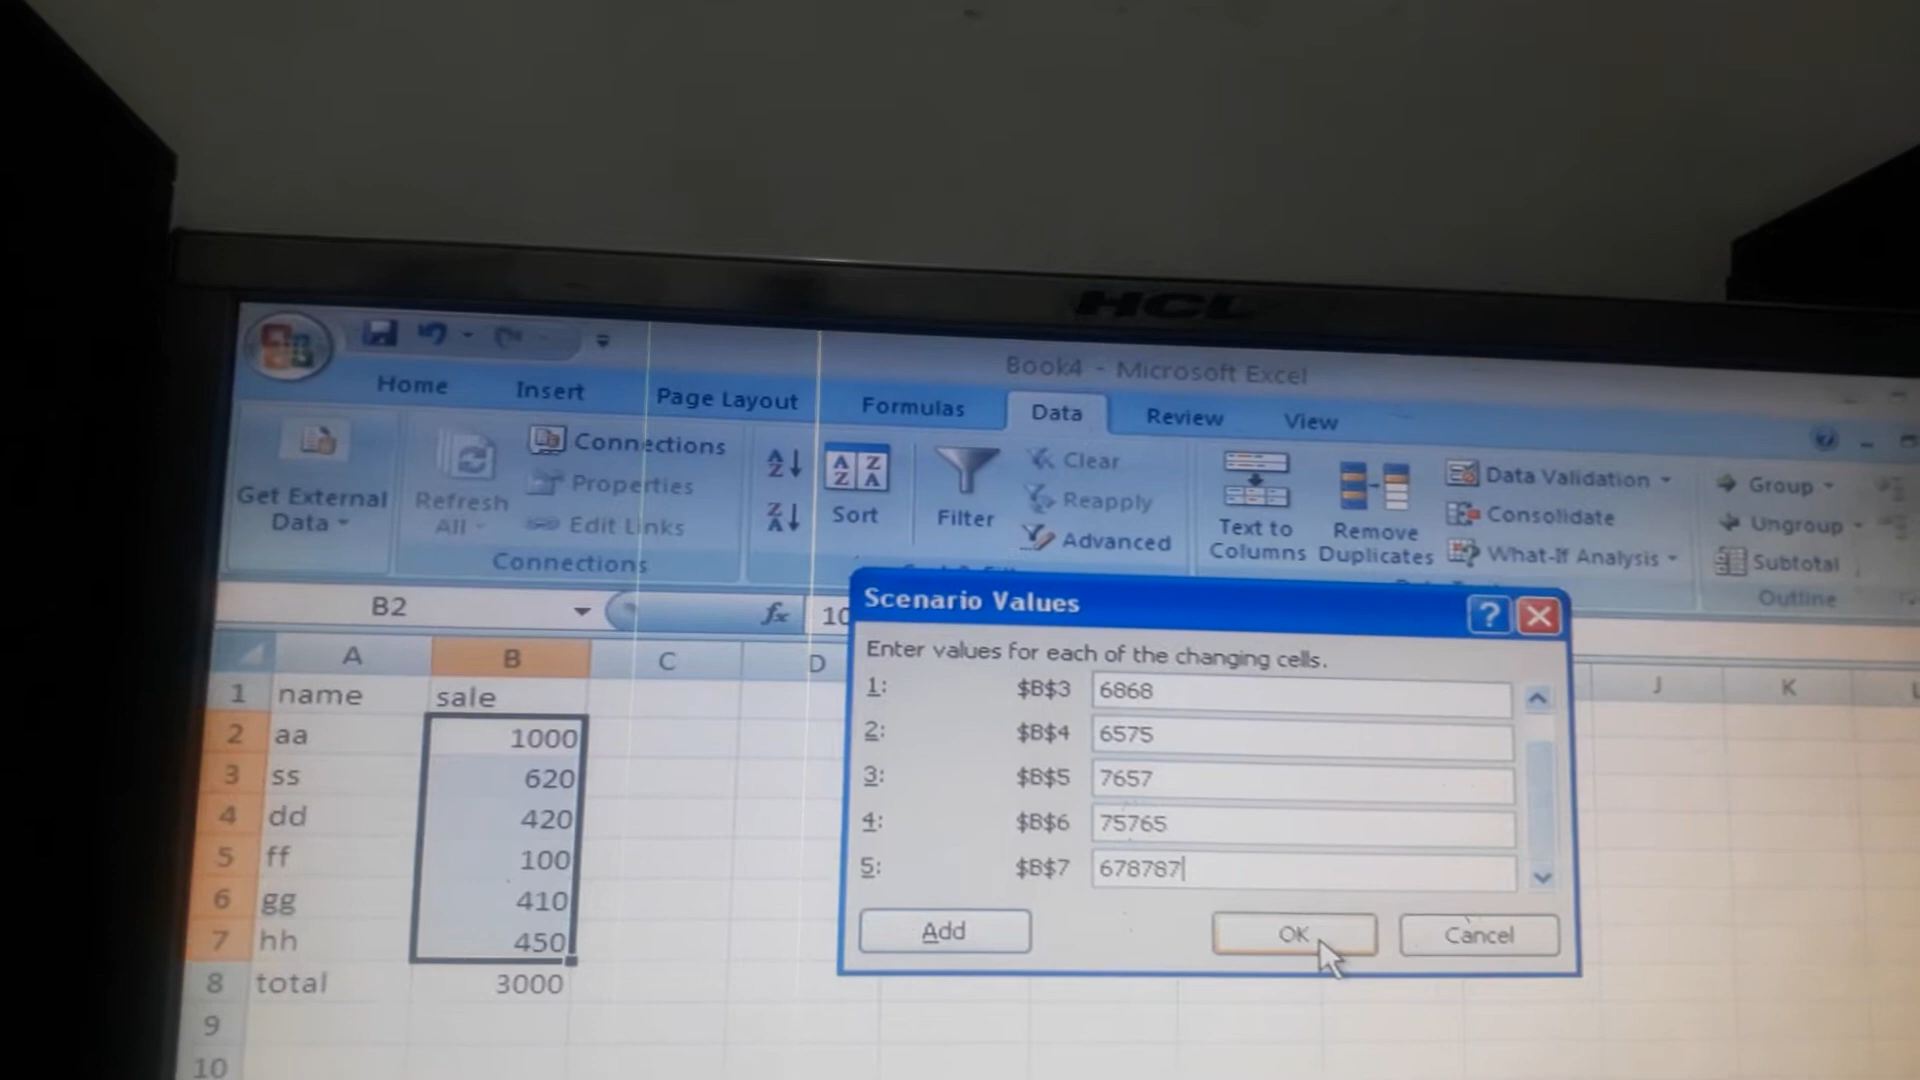 HCL
Book4 - Microsoft Excel
Home Insert Page Layout Formulas Data Review View
Get External Data
Refresh All
Connections
Properties
Edit Links
Connections
Sort
Filter
Clear
Reapply
Advanced
Text to Columns
Remove Duplicates
Data Validation
Consolidate
What-If Analysis
Group
Ungroup
Subtotal
Outline
B2 fx 10
A B C D J K
1 name sale
2 aa 1000
3 ss 620
4 dd 420
5 ff 100
6 gg 410
7 hh 450
8 total 3000
9
10
Scenario Values
Enter values for each of the changing cells.
1: $B$3 6868
2: $B$4 6575
3: $B$5 7657
4: $B$6 75765
5: $B$7 678787
Add OK Cancel